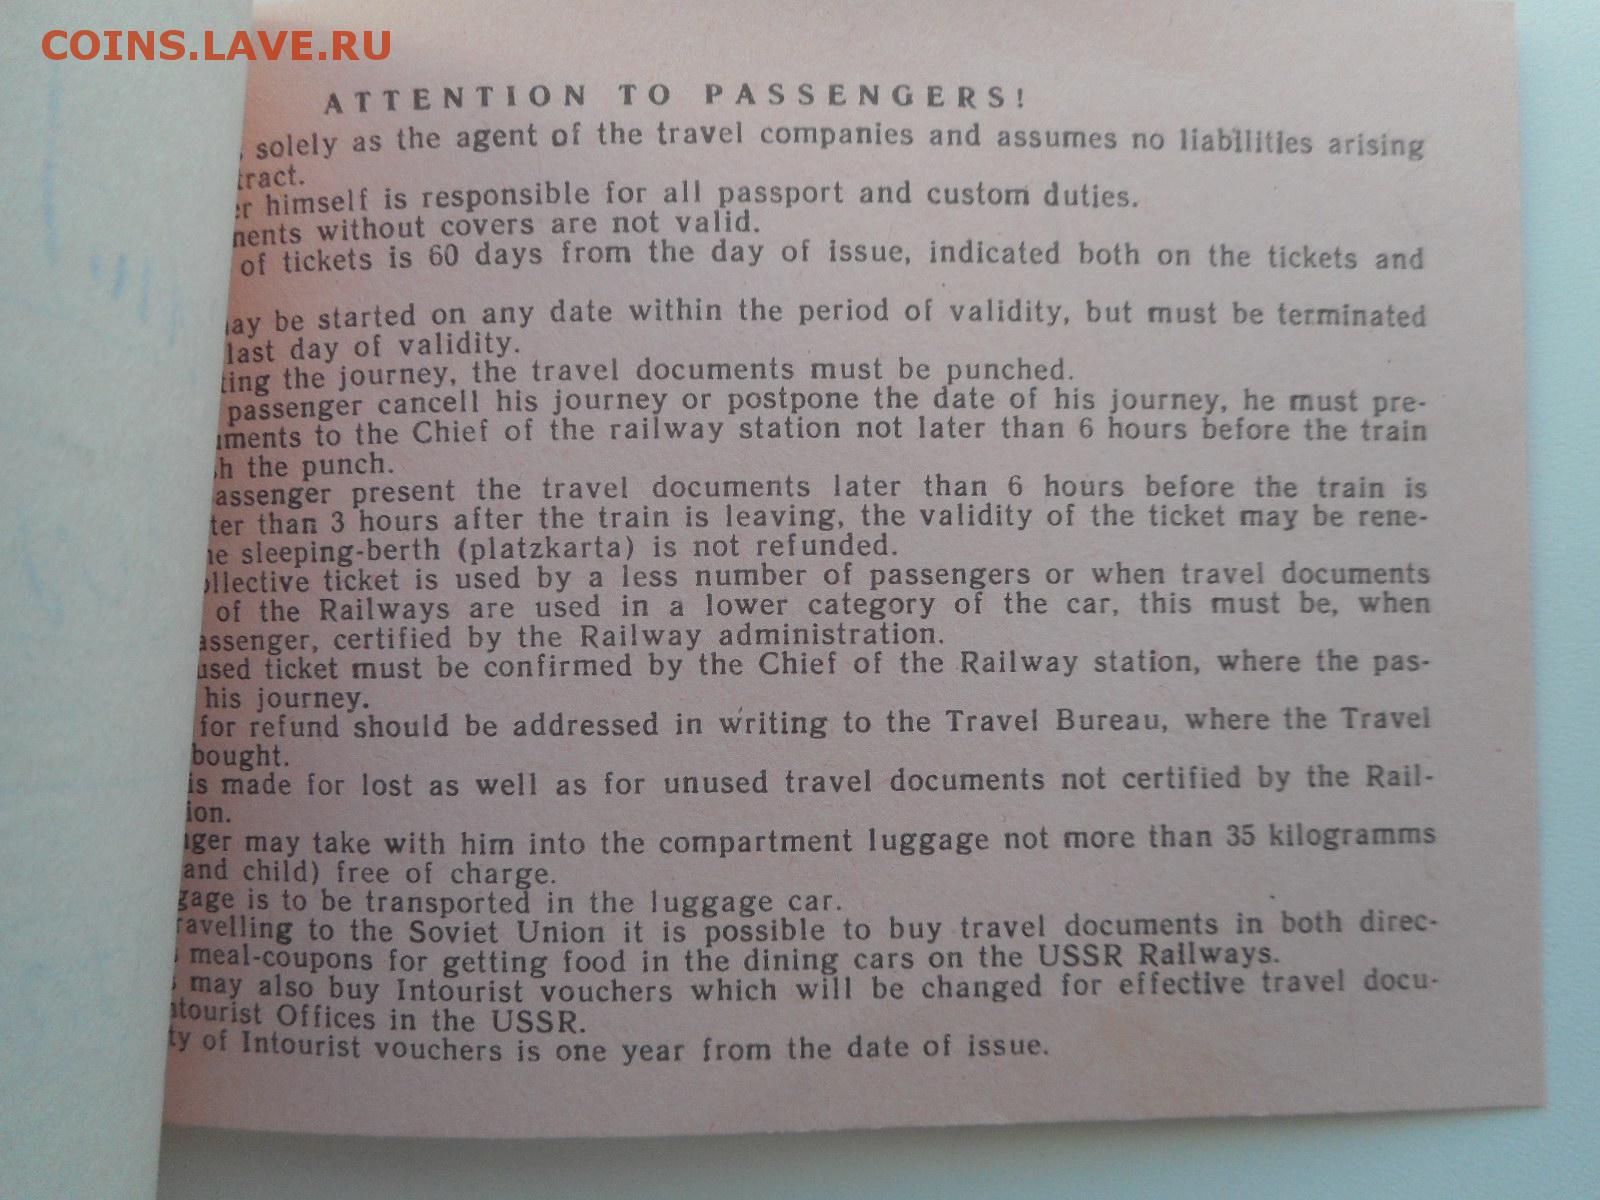 COINS.LAVE.RU
ATTENTION TO PASSENGERS!
solely as the agent of the travel companies and assumes no liabilities arising
tract.
er himself is responsible for all passport and custom duties.
ments without covers are not valid.
of tickets is 60 days from the day of issue, indicated both on the tickets and
ay be started on any date within the period of validity, but must be terminated
last day of validity.
ting the journey, the travel documents must be punched.
passenger cancell his journey or postpone the date of his journey, he must pre-
uments to the Chief of the railway station not later than 6 hours before the train
h the punch.
assenger present the travel documents later than 6 hours before the train is
ter than 3 hours after the train is leaving, the validity of the ticket may be rene-
he sleeping-berth (platzkarta) is not refunded.
ollective ticket is used by a less number of passengers or when travel documents
of the Railways are used in a lower category of the car, this must be, when
assenger, certified by the Railway administration.
used ticket must be confirmed by the Chief of the Railway station, where the pas-
his journey.
for refund should be addressed in writing to the Travel Bureau, where the Travel
bought.
is made for lost as well as for unused travel documents not certified by the Rail-
ion.
nger may take with him into the compartment luggage not more than 35 kilogramms
and child) free of charge.
gage is to be transported in the luggage car.
ravelling to the Soviet Union it is possible to buy travel documents in both direc-
meal-coupons for getting food in the dining cars on the USSR Railways.
may also buy Intourist vouchers which will be changed for effective travel docu-
ntourist Offices in the USSR.
ty of Intourist vouchers is one year from the date of issue.